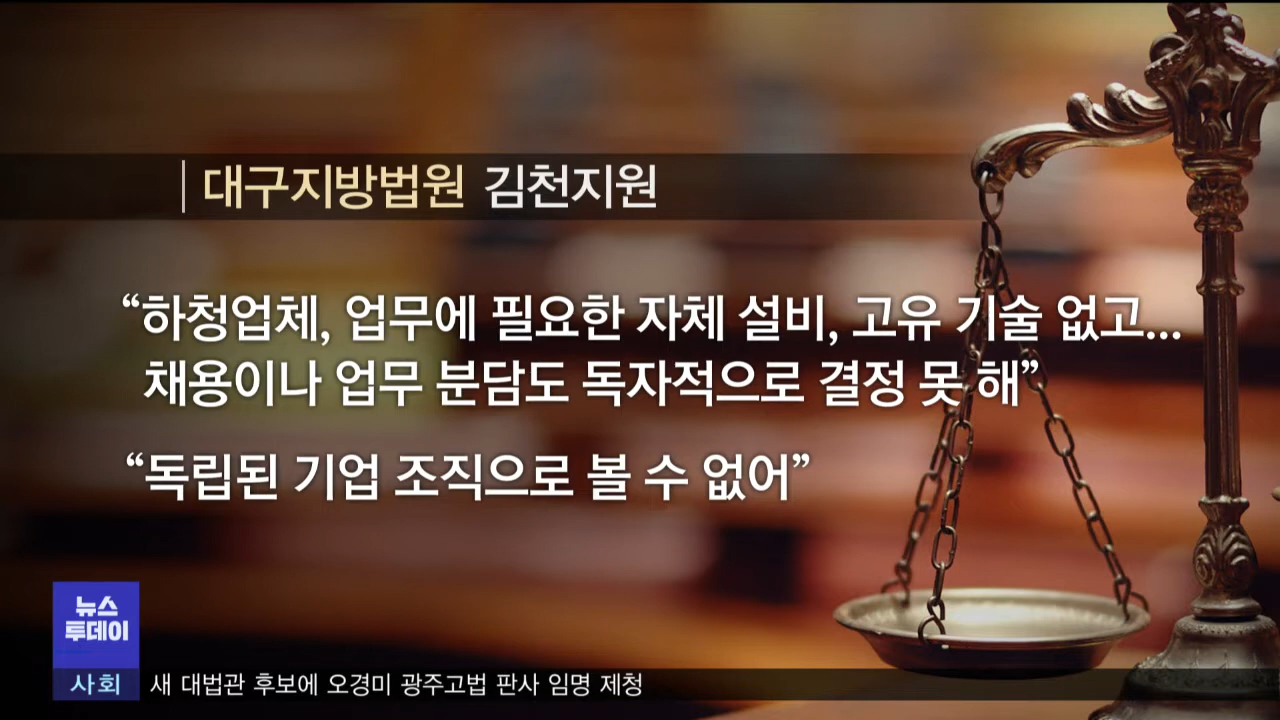 대구지방법원 김천지원
“하청업체, 업무에 필요한 자체 설비, 고유 기술 없고...
채용이나 업무 분담도 독자적으로 결정 못 해”
“독립된 기업 조직으로 볼 수 없어”
뉴스
투데이
사회 새 대법관 후보에 오경미 광주고법 판사 임명 제청